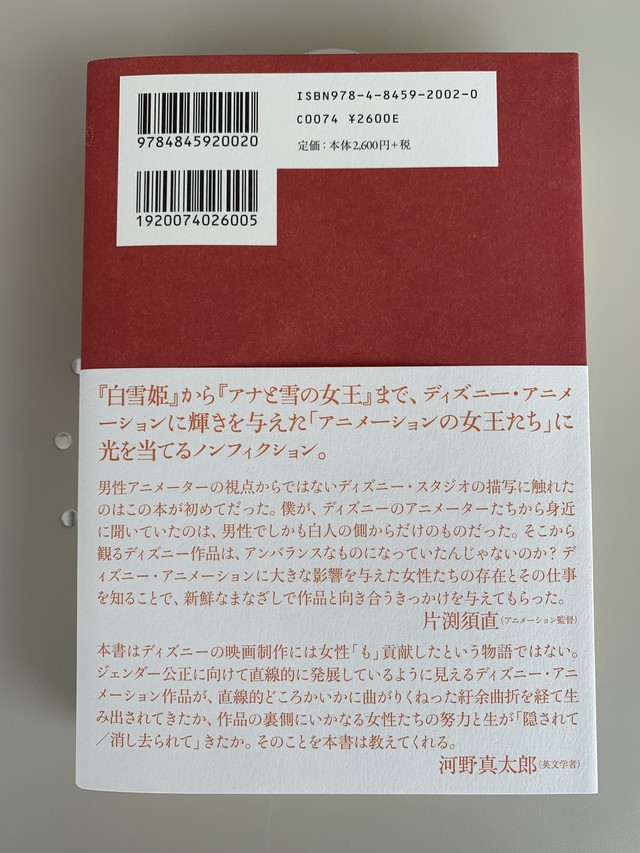 9784845920020
ISBN978-4-8459-2002-0
C0074 ¥2600E
定価：本体2,600円+税
1920074026005
『白雪姫』から『アナと雪の女王』まで、ディズニー・アニメ
ーションに輝きを与えた「アニメーションの女王たち」に
光を当てるノンフィクション。
男性アニメーターの視点からではないディズニー・スタジオの描写に触れた
のはこの本が初めてだった。僕が、ディズニーのアニメーターたちから身近
に聞いていたのは、男性でしかも白人の側からだけのものだった。そこから
観るディズニー作品は、アンバランスなものになっていたんじゃないのか? デ
ィズニー・アニメーションに大きな影響を与えた女性たちの存在とその仕事
を知ることで、新鮮なまなざしで作品と向き合うきっかけを与えてもらった。
片渕須直（アニメーション監督）
本書はディズニーの映画制作には女性「も」貢献したという物語ではない。
ジェンダー公正に向けて直線的に発展しているように見えるディズニー・アニ
メーション作品が、直線的どころかいかに曲がりくねった紆余曲折を経て生
み出されてきたか、作品の裏側にいかなる女性たちの努力と生が「隠されて
／消し去られて」きたか。そのことを本書は教えてくれる。
河野真太郎（英文学者）